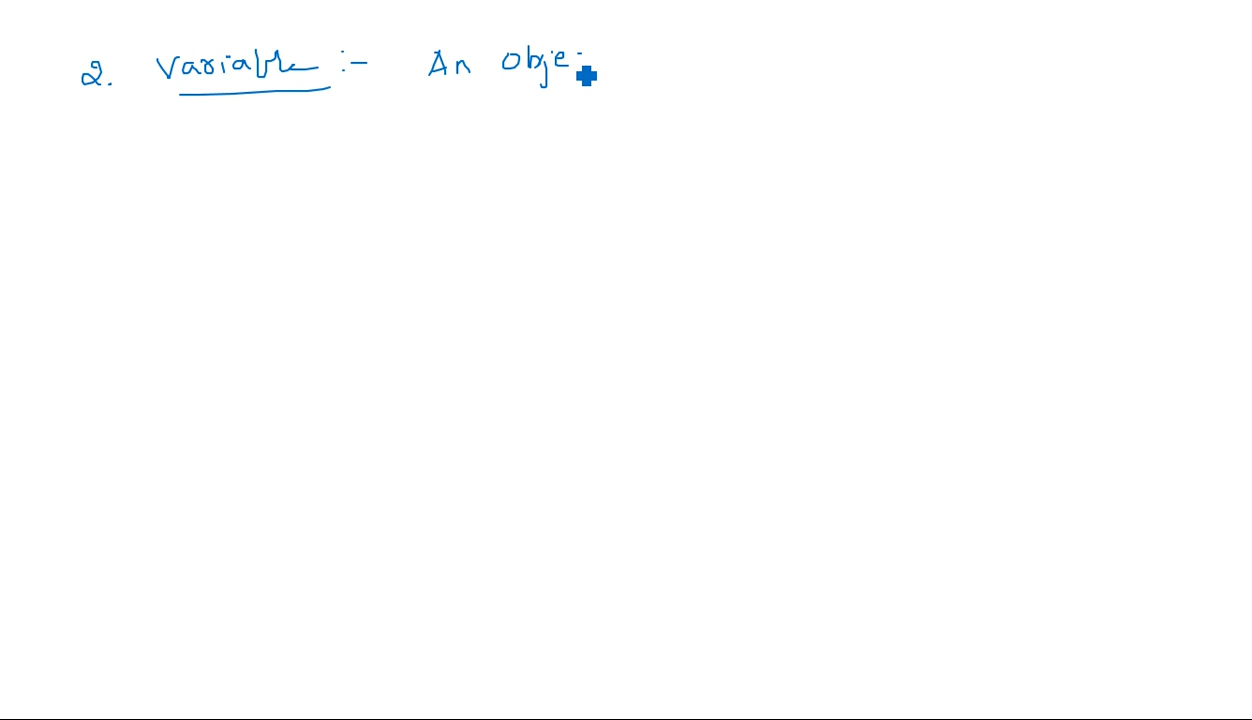 2. Variable :- An obje